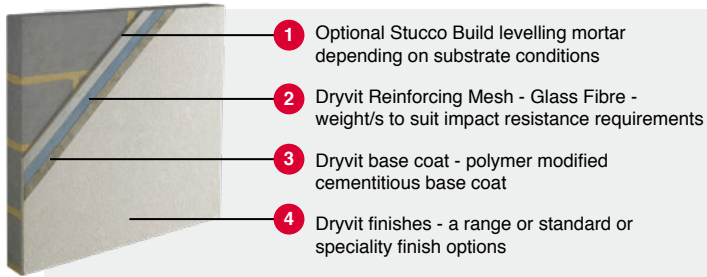 1 Optional Stucco Build levelling mortar
depending on substrate conditions
2 Dryvit Reinforcing Mesh - Glass Fibre -
weight/s to suit impact resistance requirements
3 Dryvit base coat - polymer modified
cementitious base coat
4 Dryvit finishes - a range or standard or
speciality finish options